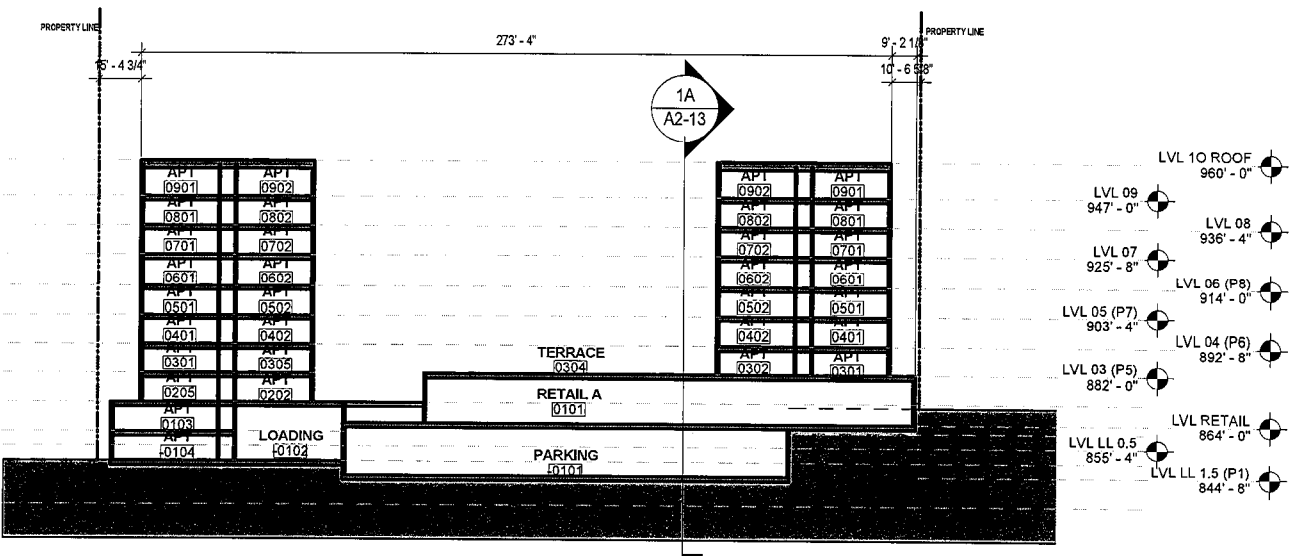 PROPERTY LINE
273' - 4"
9' - 2 1/8"
PROPERTY LINE
15' - 4 3/4"
10' - 6 5/8"
1A
A2-13
APT APT APT APT
0901 0902 0902 0901
APT APT APT APT
0801 0802 0802 0801
APT APT APT APT
0701 0702 0702 0701
APT APT APT APT
0601 0602 0602 0601
APT APT APT APT
0501 0502 0502 0501
APT APT APT APT
0401 0402 0402 0401
APT APT APT APT
0301 0305 0302 0301
TERRACE
0304
APT APT
0205 0202
RETAIL A
0101
APT
0103
APT
-0104
LOADING
-0102
PARKING
-0101
LVL 10 ROOF
960' - 0"
LVL 09
947' - 0"
LVL 08
936' - 4"
LVL 07
925' - 8"
LVL 06 (P8)
914' - 0"
LVL 05 (P7)
903' - 4"
LVL 04 (P6)
892' - 8"
LVL 03 (P5)
882' - 0"
LVL RETAIL
864' - 0"
LVL LL 0.5
855' - 4"
LVL LL 1.5 (P1)
844' - 8"